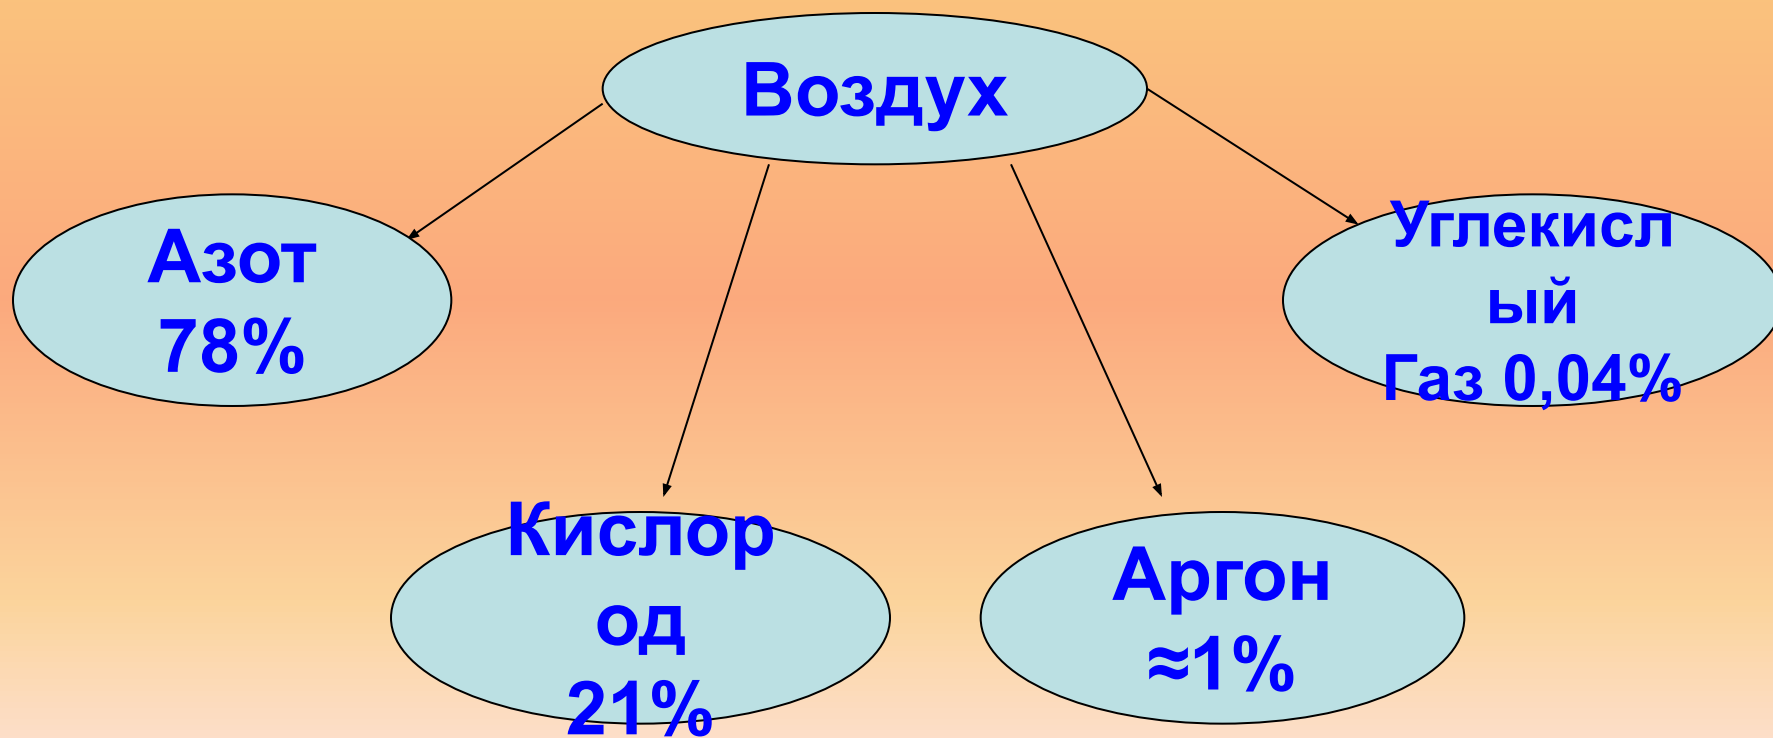 Воздух
Азот
78%
Углекисл
ый
Газ 0,04%
Кислор
од
21%
Аргон
≈1%